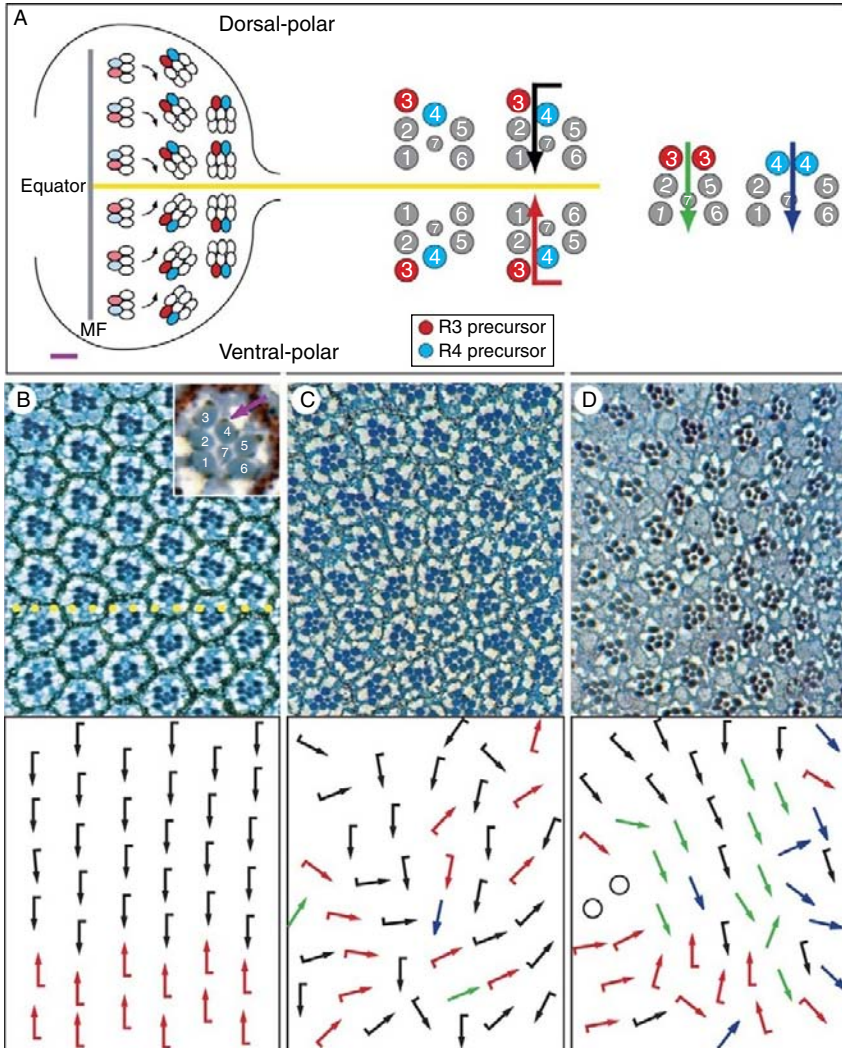 A
Dorsal-polar
Equator
MF
Ventral-polar
3 4 2 5 7 1 6
3 4 2 5 7 1 6
1 6 7 2 5 4 3
1 6 7 2 5 4 3
3 3 2 5 7 1 6
4 4 2 5 7 1 6
R3 precursor
R4 precursor
B
3 4 2 5 7 1 6
C
D